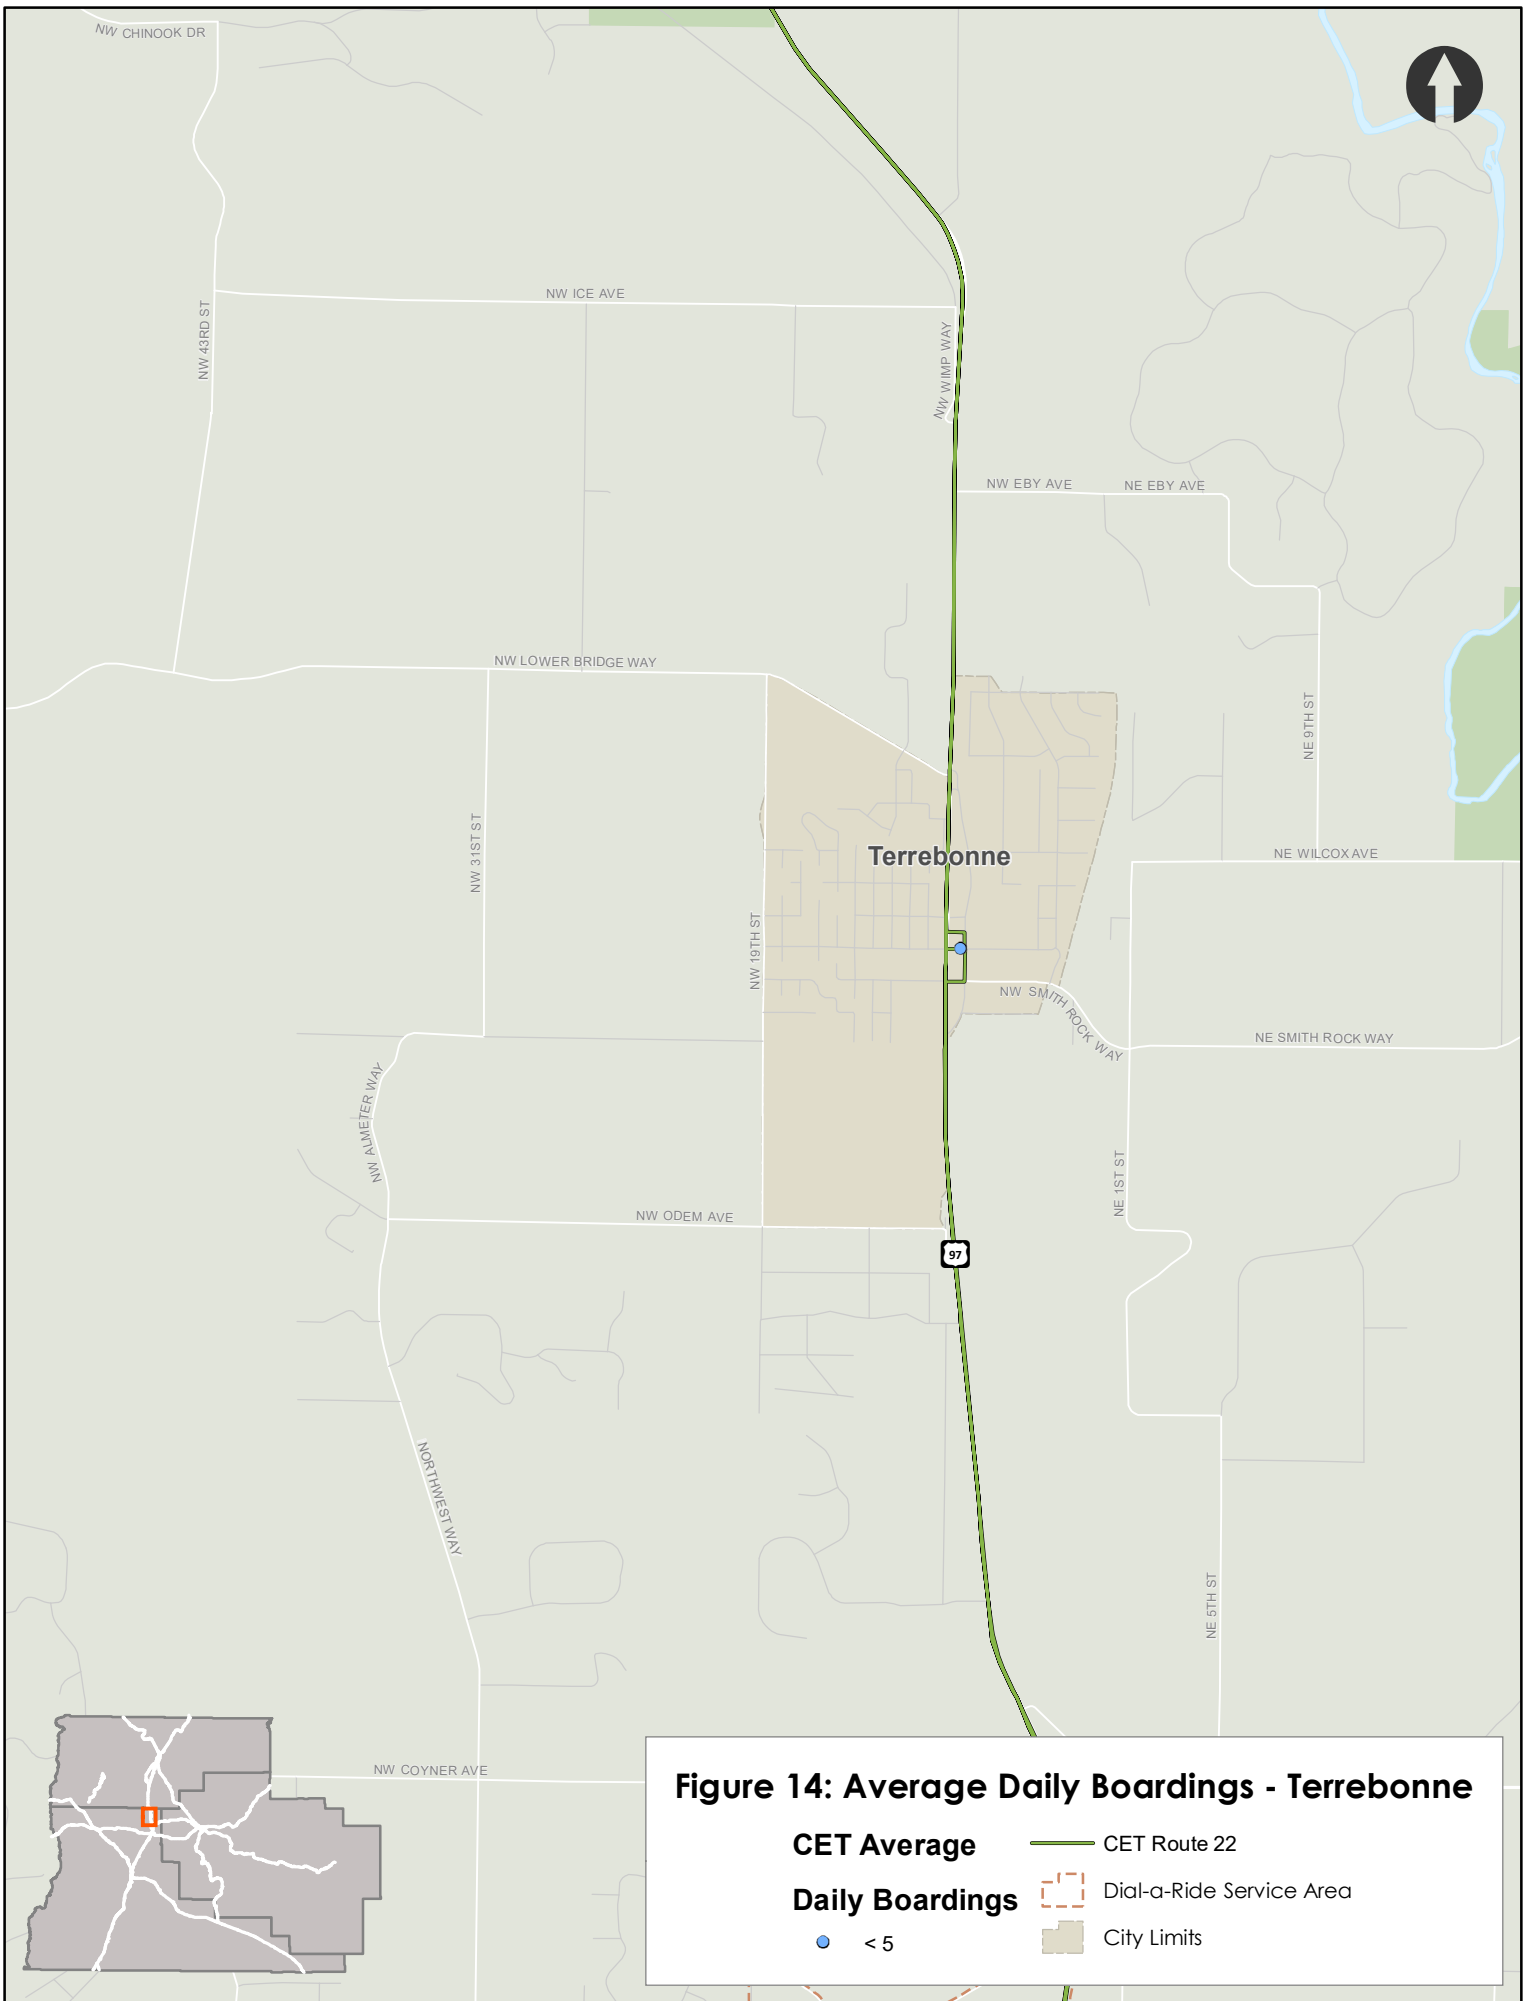 NW CHINOOK DR
NW ICE AVE
NW 43RD ST
NW WIMP WAY
NW EBY AVE
NE EBY AVE
NW LOWER BRIDGE WAY
NE 9TH ST
NW 31ST ST
Terrebonne
NE WILCOX AVE
NW 19TH ST
NW SMITH ROCK WAY
NE SMITH ROCK WAY
NW ALMETER WAY
NE 1ST ST
NW ODEM AVE
97
NORTHWEST WAY
NE 5TH ST
NW COYNER AVE
Figure 14: Average Daily Boardings - Terrebonne
CET Average
Daily Boardings
< 5
CET Route 22
Dial-a-Ride Service Area
City Limits